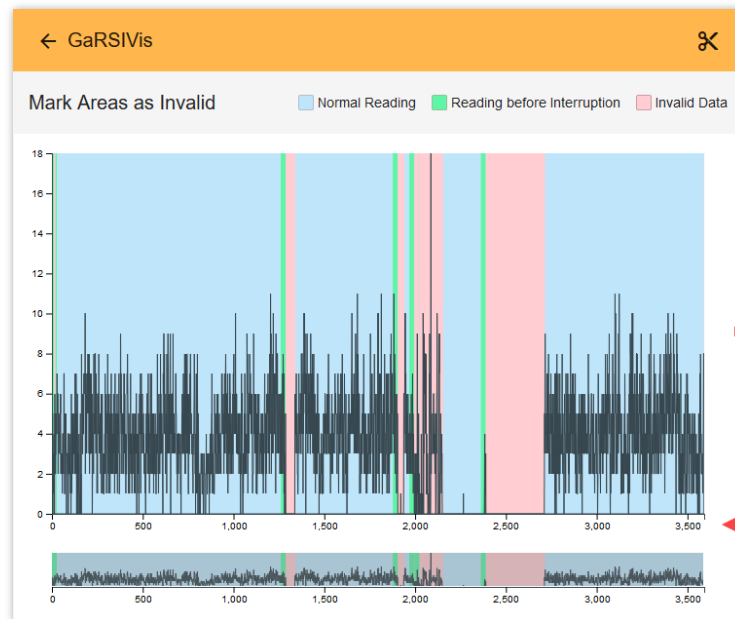 GaRSIVis
Mark Areas as Invalid
Normal Reading
Reading before Interruption
Invalid Data
18
16
14
12
10
8
6
4
2
0
0 500 1,000 1,500 2,000 2,500 3,000 3,500
0 500 1,000 1,500 2,000 2,500 3,000 3,500